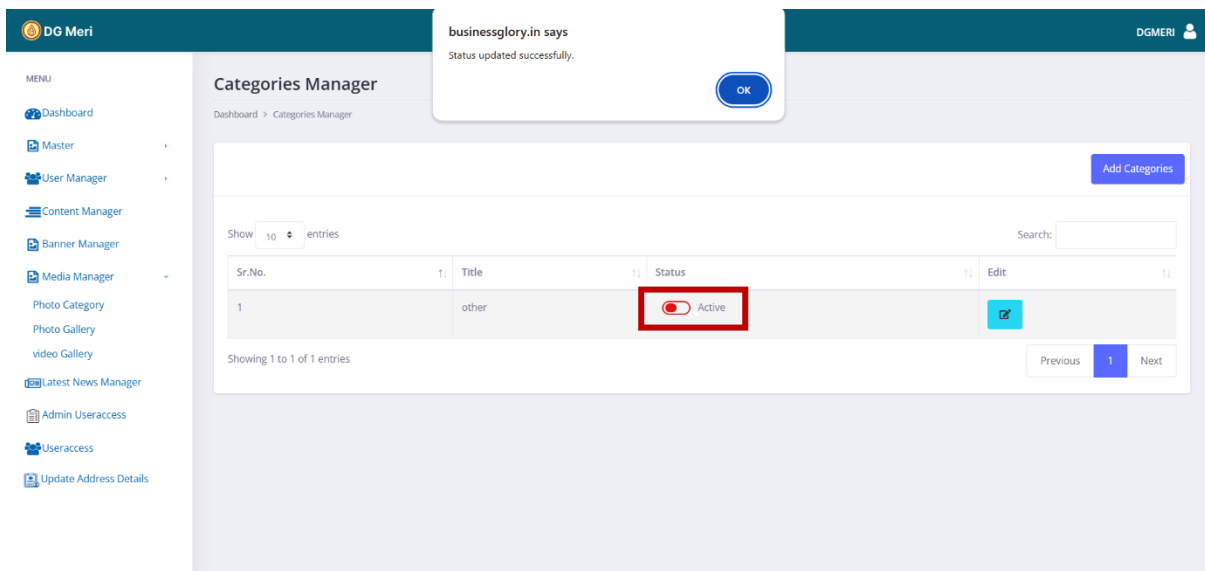 DG Meri
businessglory.in says
Status updated successfully.
OK
DGMERI
MENU
Dashboard
Master
User Manager
Content Manager
Banner Manager
Media Manager
Photo Category
Photo Gallery
video Gallery
Latest News Manager
Admin Useraccess
Useraccess
Update Address Details
Categories Manager
Dashboard > Categories Manager
Add Categories
Show 10 entries Search:
Sr.No. Title Status Edit
1 other Active
Showing 1 to 1 of 1 entries
Previous 1 Next